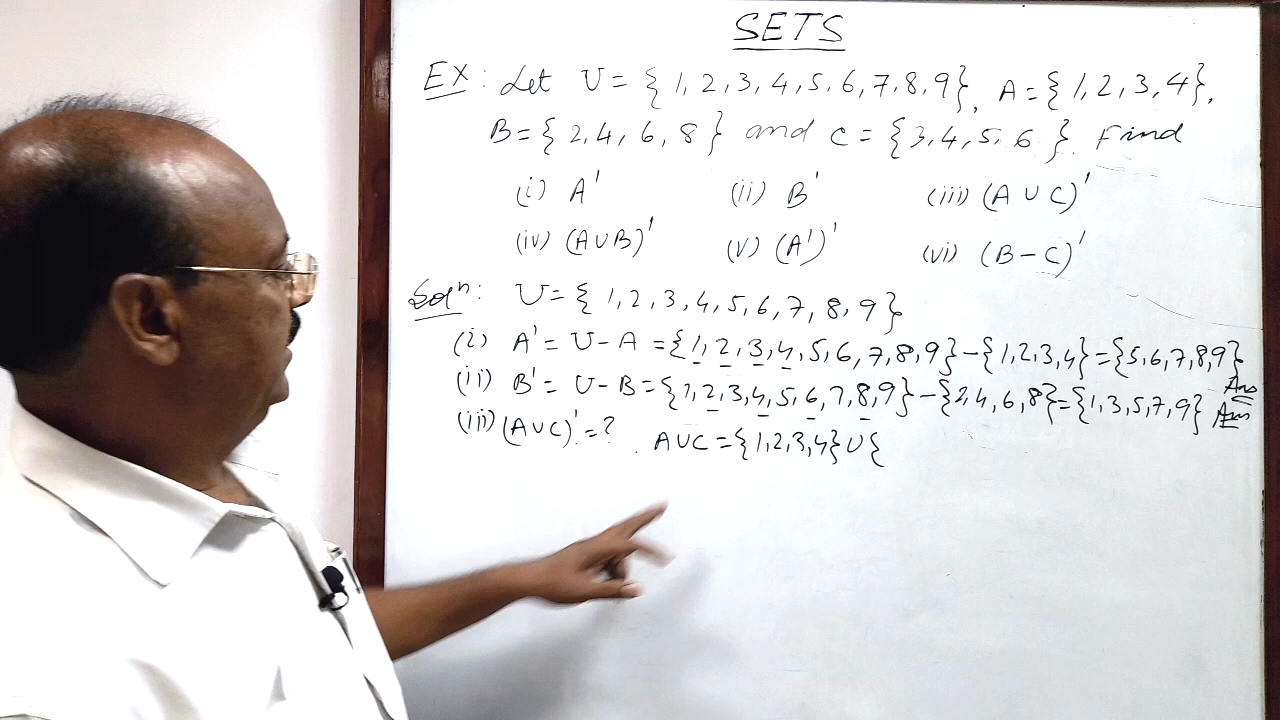 SETS
EX: Let U = { 1, 2, 3, 4, 5, 6, 7, 8, 9}, A = { 1, 2, 3, 4},
B = { 2, 4, 6, 8 } and C = { 3, 4, 5, 6 }. Find
(i) A' (ii) B' (iii) (A ∪ C)'
(iv) (A∪B)' (v) (A')' (vi) (B – C)'
Solⁿ: U = { 1, 2, 3, 4, 5, 6, 7, 8, 9 }
(i) A' = U – A = {1, 2, 3, 4, 5, 6, 7, 8, 9} – {1, 2, 3, 4} = {5, 6, 7, 8, 9} Ans
(ii) B' = U – B = {1, 2, 3, 4, 5, 6, 7, 8, 9} – {2, 4, 6, 8} = {1, 3, 5, 7, 9} Ans
(iii) (A∪C)' = ? A∪C = {1, 2, 3, 4} ∪ {